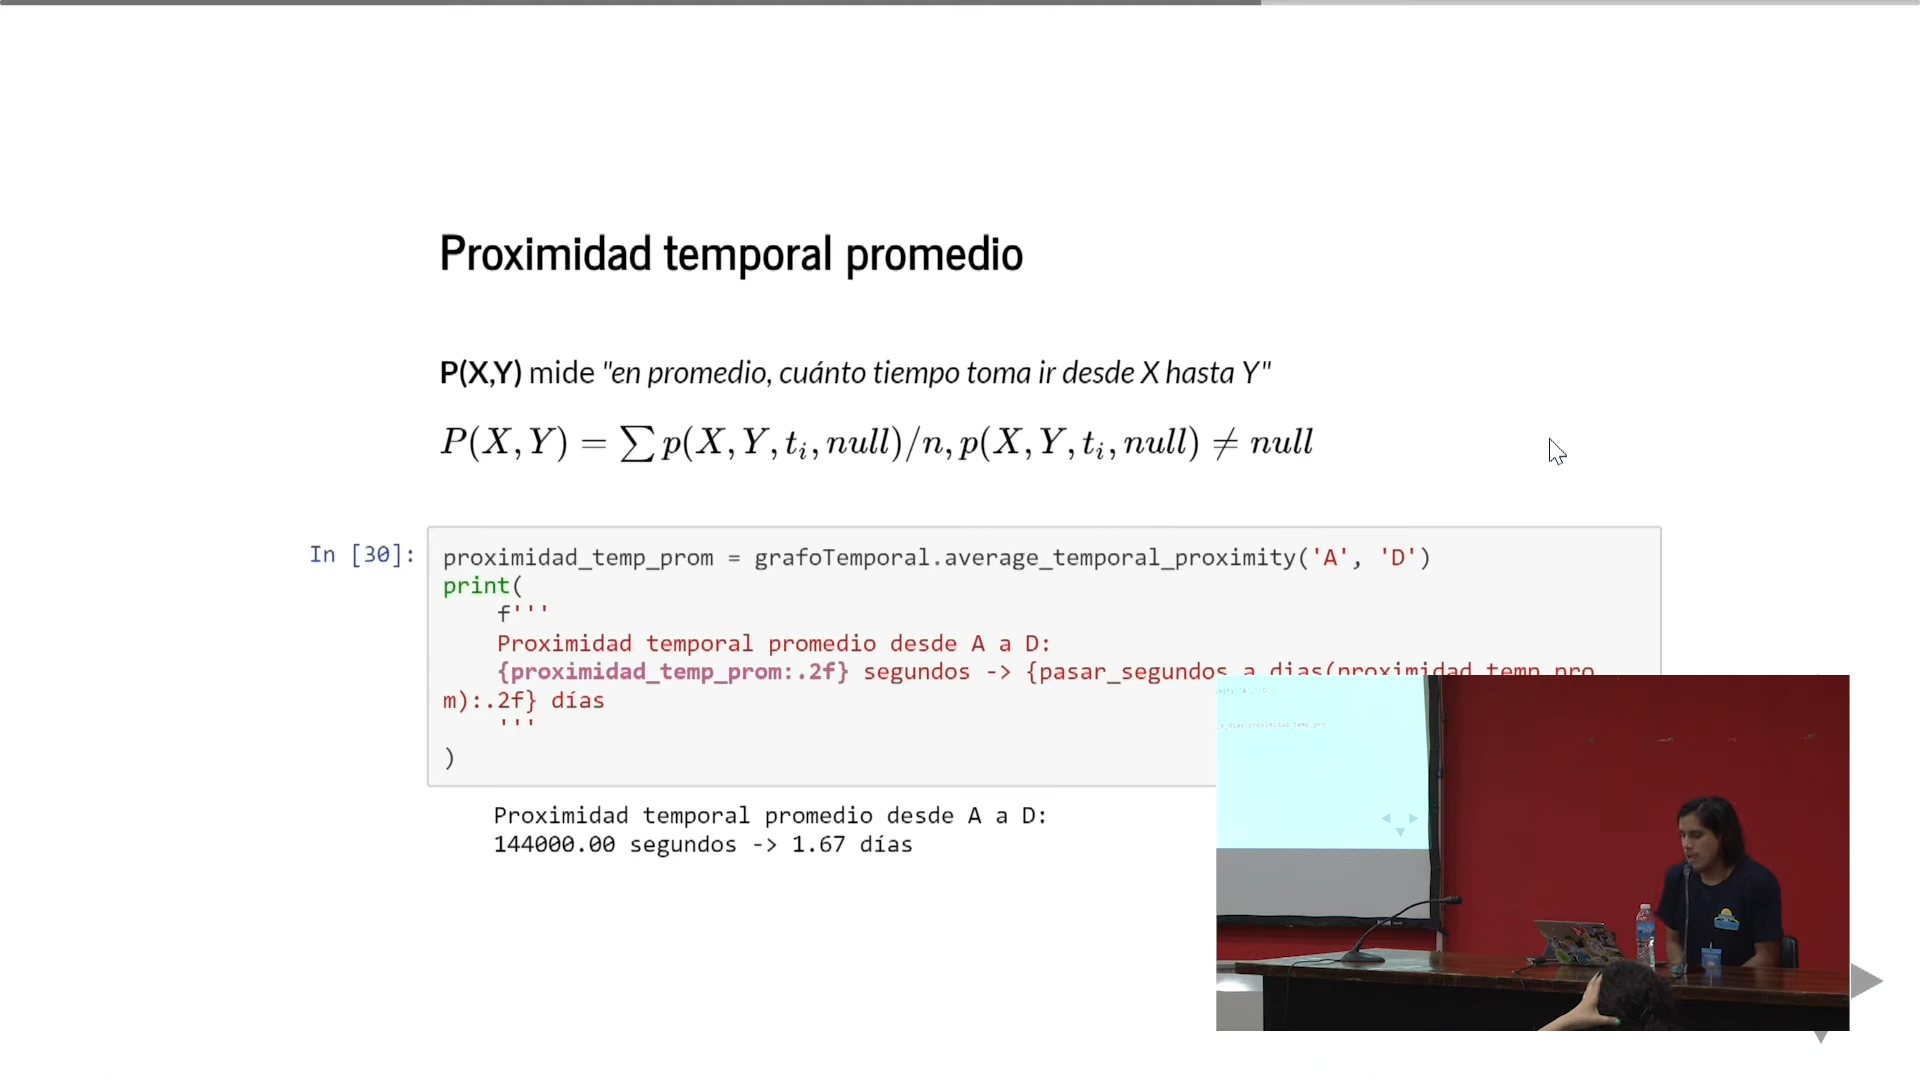 Proximidad temporal promedio
P(X,Y) mide "en promedio, cuánto tiempo toma ir desde X hasta Y"
P(X, Y) = ∑ p(X, Y, tᵢ, null)/n, p(X, Y, tᵢ, null) ≠ null
In [30]:
proximidad_temp_prom = grafoTemporal.average_temporal_proximity('A', 'D')
print(
f'''
Proximidad temporal promedio desde A a D:
{proximidad_temp_prom:.2f} segundos -> {pasar_segundos_a_dias(proximidad_temp_pro
m):.2f} días
'''
)
Proximidad temporal promedio desde A a D:
144000.00 segundos -> 1.67 días